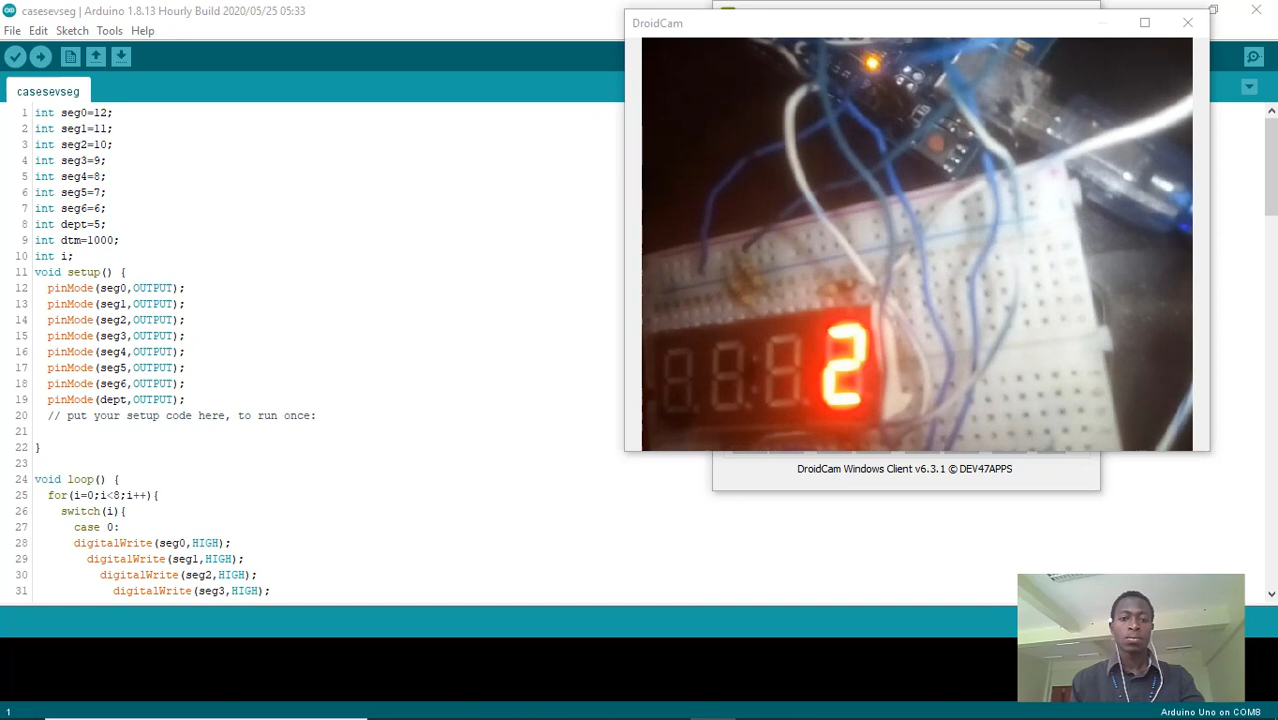 casesevseg | Arduino 1.8.13 Hourly Build 2020/05/25 05:33
File Edit Sketch Tools Help
casesevseg
1 int seg0=12;
2 int seg1=11;
3 int seg2=10;
4 int seg3=9;
5 int seg4=8;
6 int seg5=7;
7 int seg6=6;
8 int dept=5;
9 int dtm=1000;
10 int i;
11 void setup() {
12 pinMode(seg0,OUTPUT);
13 pinMode(seg1,OUTPUT);
14 pinMode(seg2,OUTPUT);
15 pinMode(seg3,OUTPUT);
16 pinMode(seg4,OUTPUT);
17 pinMode(seg5,OUTPUT);
18 pinMode(seg6,OUTPUT);
19 pinMode(dept,OUTPUT);
20 // put your setup code here, to run once:
21
22 }
23
24 void loop() {
25 for(i=0;i<8;i++){
26 switch(i){
27 case 0:
28 digitalWrite(seg0,HIGH);
29 digitalWrite(seg1,HIGH);
30 digitalWrite(seg2,HIGH);
31 digitalWrite(seg3,HIGH);
DroidCam
2
DroidCam Windows Client v6.3.1 © DEV47APPS
1
Arduino Uno on COM8